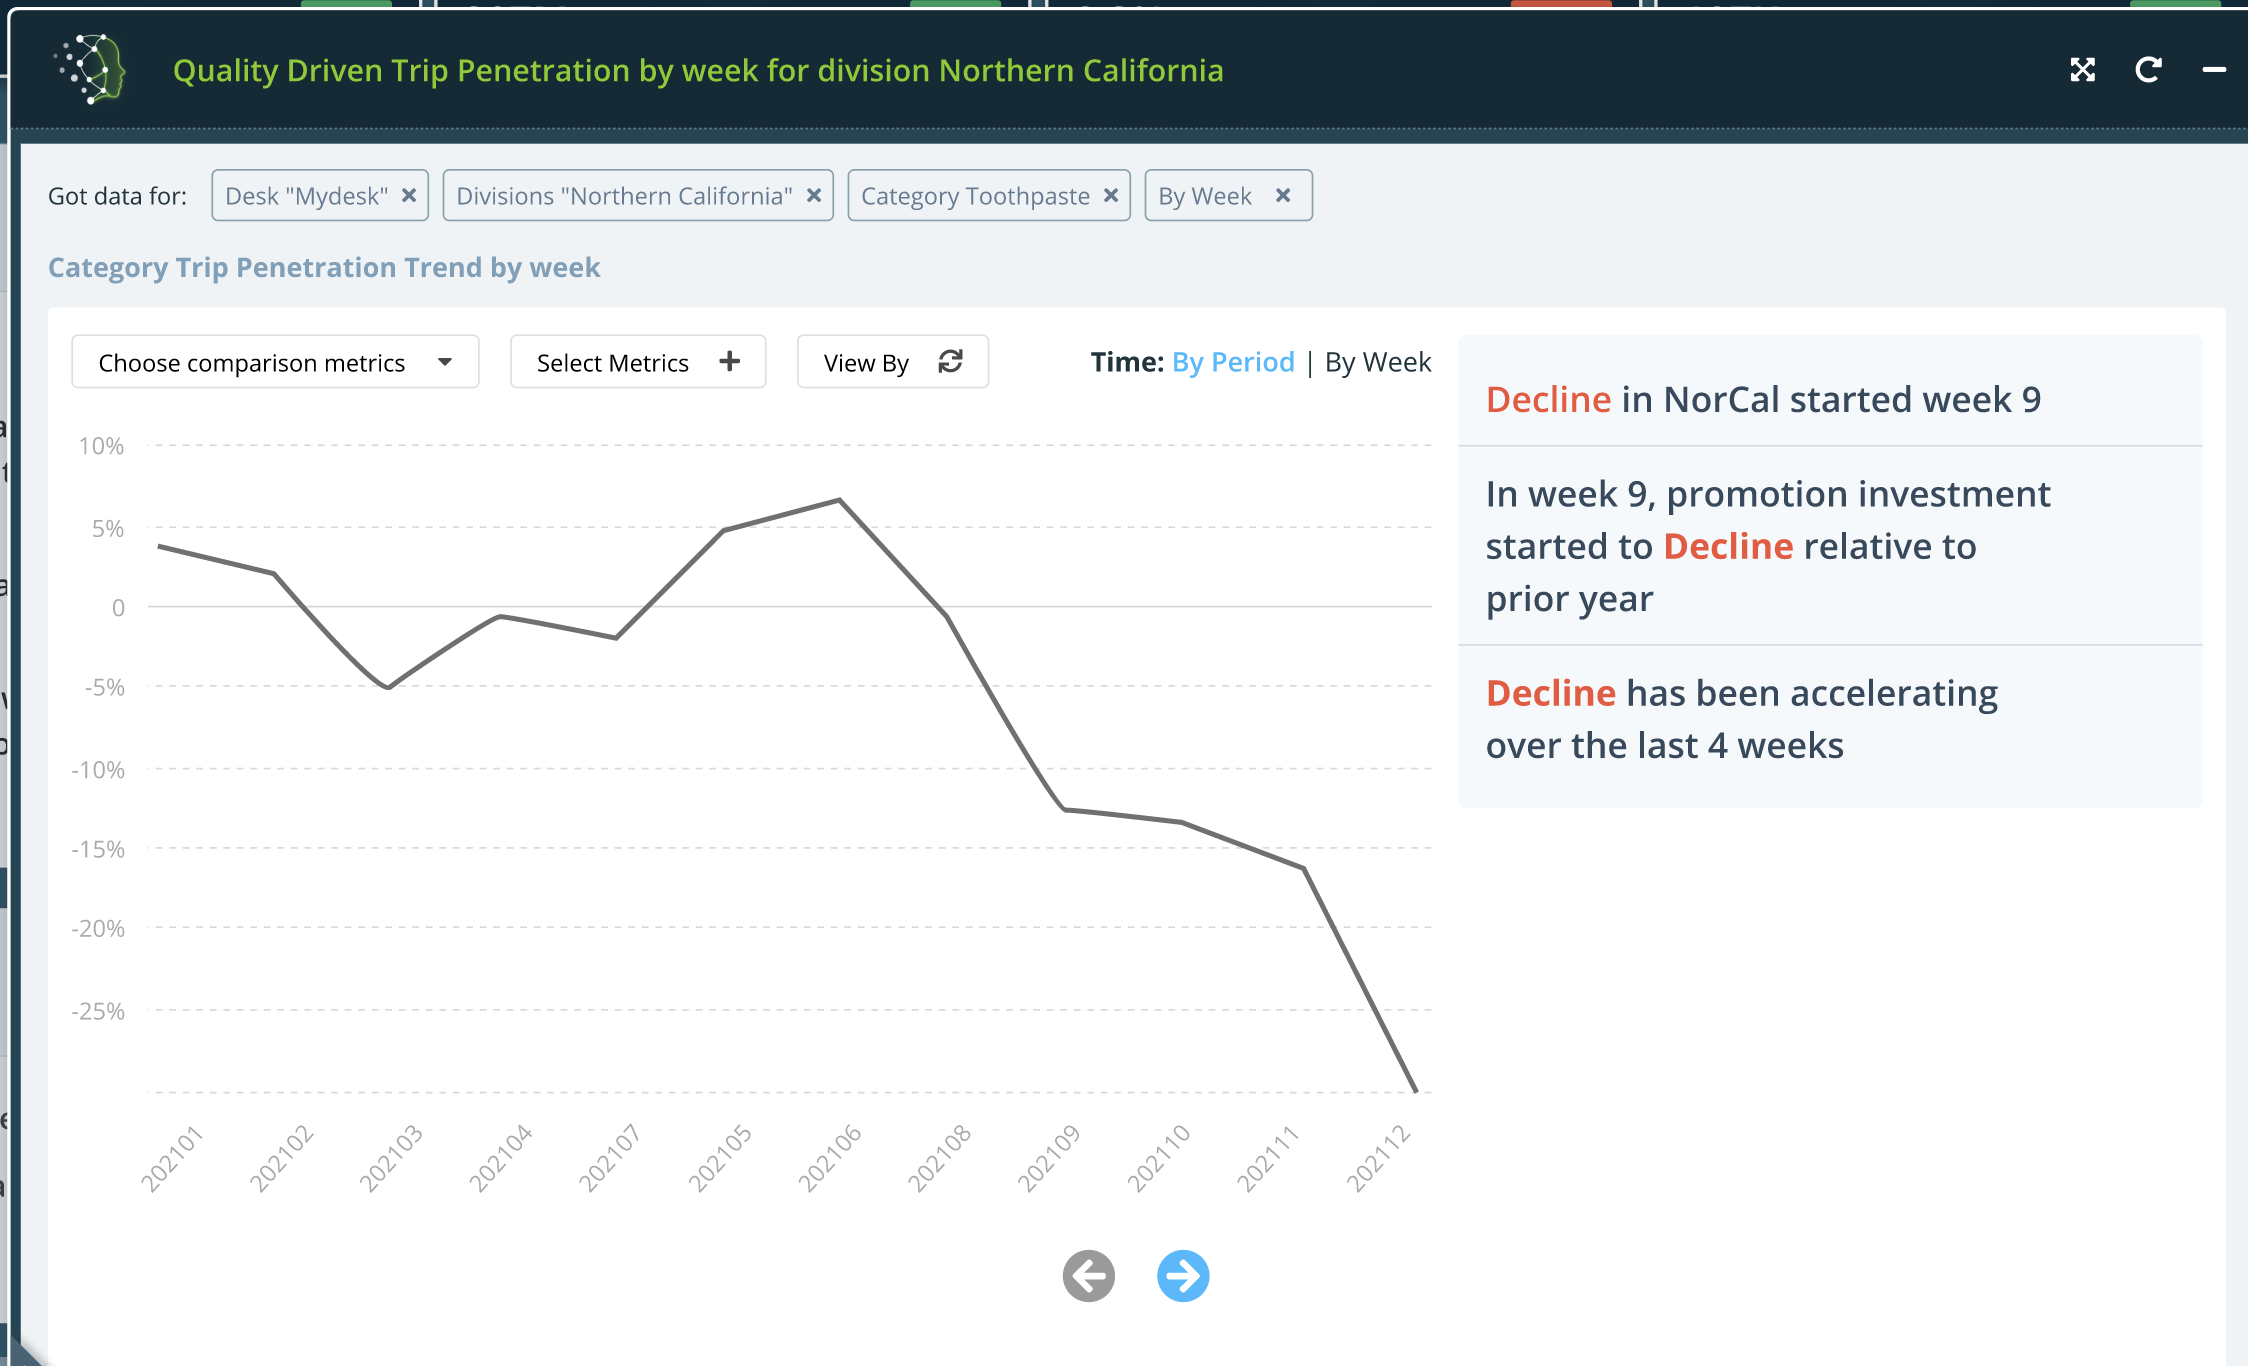 Quality Driven Trip Penetration by week for division Northern California
Got data for: Desk "Mydesk" Divisions "Northern California" Category Toothpaste By Week
Category Trip Penetration Trend by week
Choose comparison metrics Select Metrics View By Time: By Period | By Week
10%
5%
0
-5%
-10%
-15%
-20%
-25%
202101 202102 202103 202104 202107 202105 202106 202108 202109 202110 202111 202112
Decline in NorCal started week 9
In week 9, promotion investment
started to Decline relative to
prior year
Decline has been accelerating
over the last 4 weeks